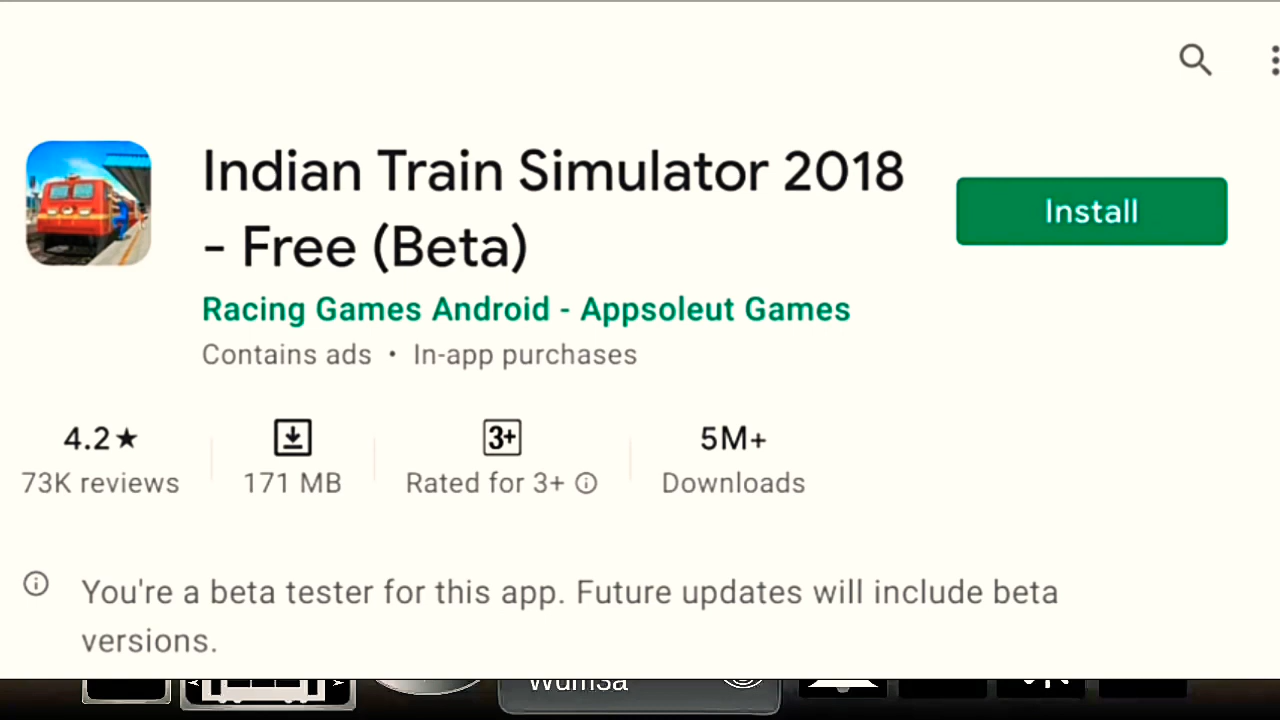 Indian Train Simulator 2018
- Free (Beta)
Install
Racing Games Android - Appsoleut Games
Contains ads • In-app purchases
4.2★
3+
5M+
73K reviews
171 MB
Rated for 3+
Downloads
You're a beta tester for this app. Future updates will include beta
versions.